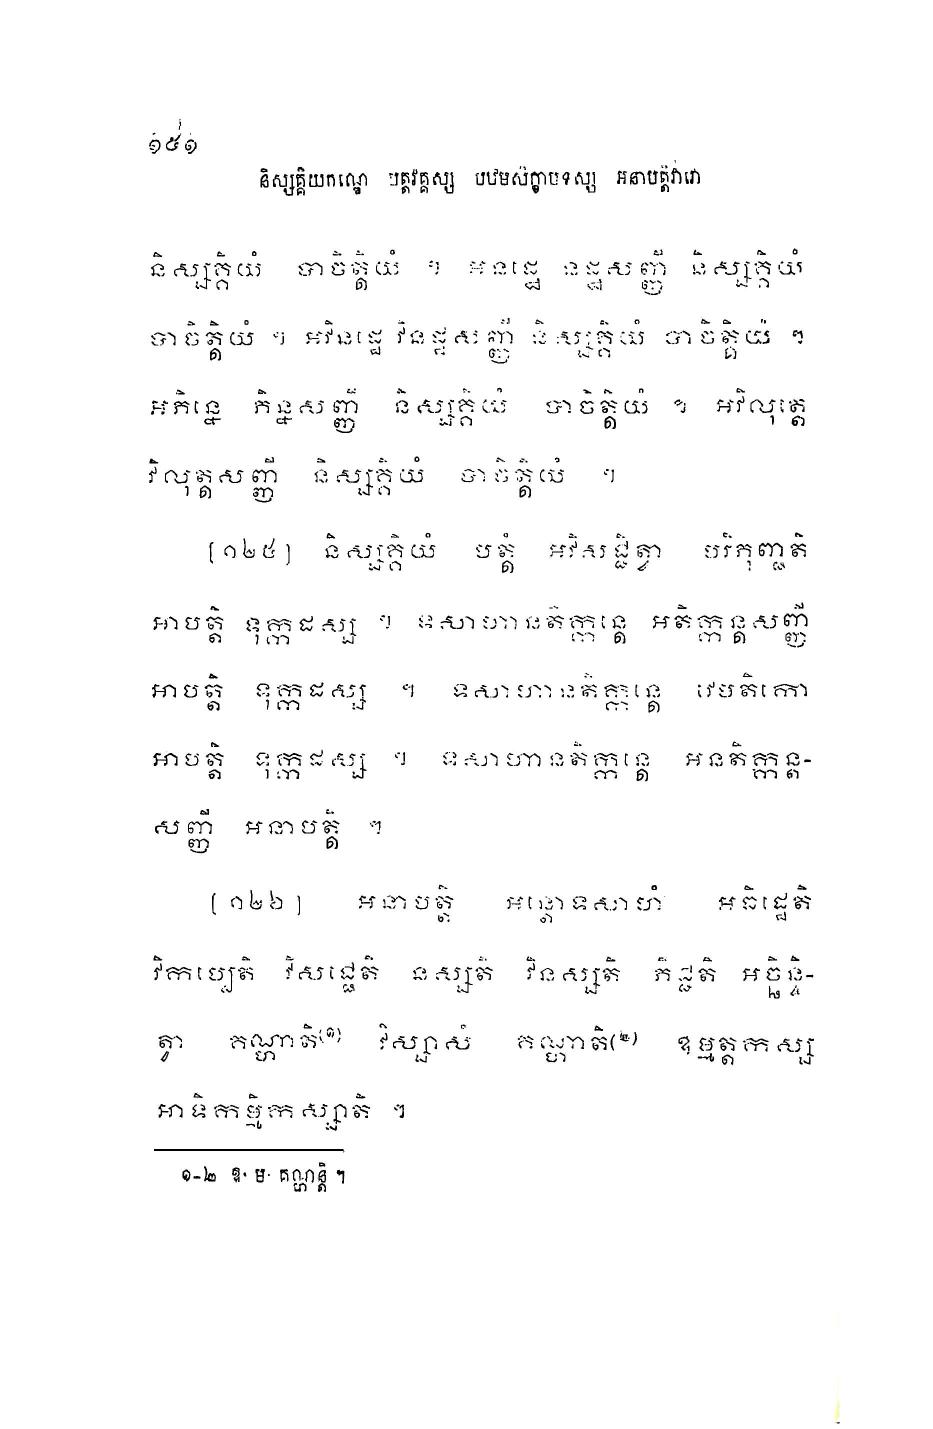 ១៥១
និស្សគ្គិយកណ្ឌេ បត្តវគ្គស្ស បឋមសិក្ខាបទស្ស អនាបត្តិវារោ
និស្សគ្គិយំ បាចិត្តិយំ ។ អនដ្ឋេ នដ្ឋសញ្ញី និស្សគ្គិយំ
បាចិត្តិយំ ។ អវិនដ្ឋេ វិនដ្ឋសញ្ញី និស្សគ្គិយំ បាចិត្តិយំ ។
អភិន្នេ ភិន្នសញ្ញី និស្សគ្គិយំ បាចិត្តិយំ ។ អវិលុត្តេ
វិលុត្តសញ្ញី និស្សគ្គិយំ បាចិត្តិយំ ។
[១២៥] និស្សគ្គិយំ បត្តំ អវិសជ្ជិត្វា បរិភុញ្ជតិ
អាបត្តិ ទុក្កដស្ស ។ ទសាហានតិក្កន្តេ អតិក្កន្តសញ្ញី
អាបត្តិ ទុក្កដស្ស ។ ទសាហានតិក្កន្តេ វេមតិកោ
អាបត្តិ ទុក្កដស្ស ។ ទសាហានតិក្កន្តេ អនតិក្កន្ត-
សញ្ញី អនាបត្តិ ។
[១២៦] អនាបត្តិ អន្តោទសាហំ អធិដ្ឋេតិ
វិកប្បេតិ វិសជ្ជេតិ នស្សតិ វិនស្សតិ ភិជ្ជតិ អច្ឆិន្ទិ-
ត្វា គណ្ហាតិ(១) វិស្សាសំ គណ្ហាតិ(២) ឧម្មត្តកស្ស
អាទិកម្មិកស្សាតិ ។
១-២ ឱ. ម. គណ្ហន្តិ ។